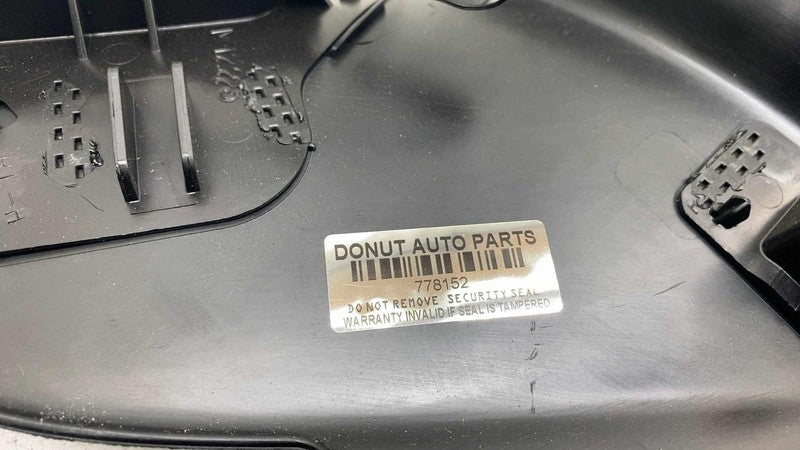 DONUT AUTO PARTS
778152
DO NOT REMOVE SECURITY SEAL
WARRANTY INVALID IF SEAL IS TAMPERED